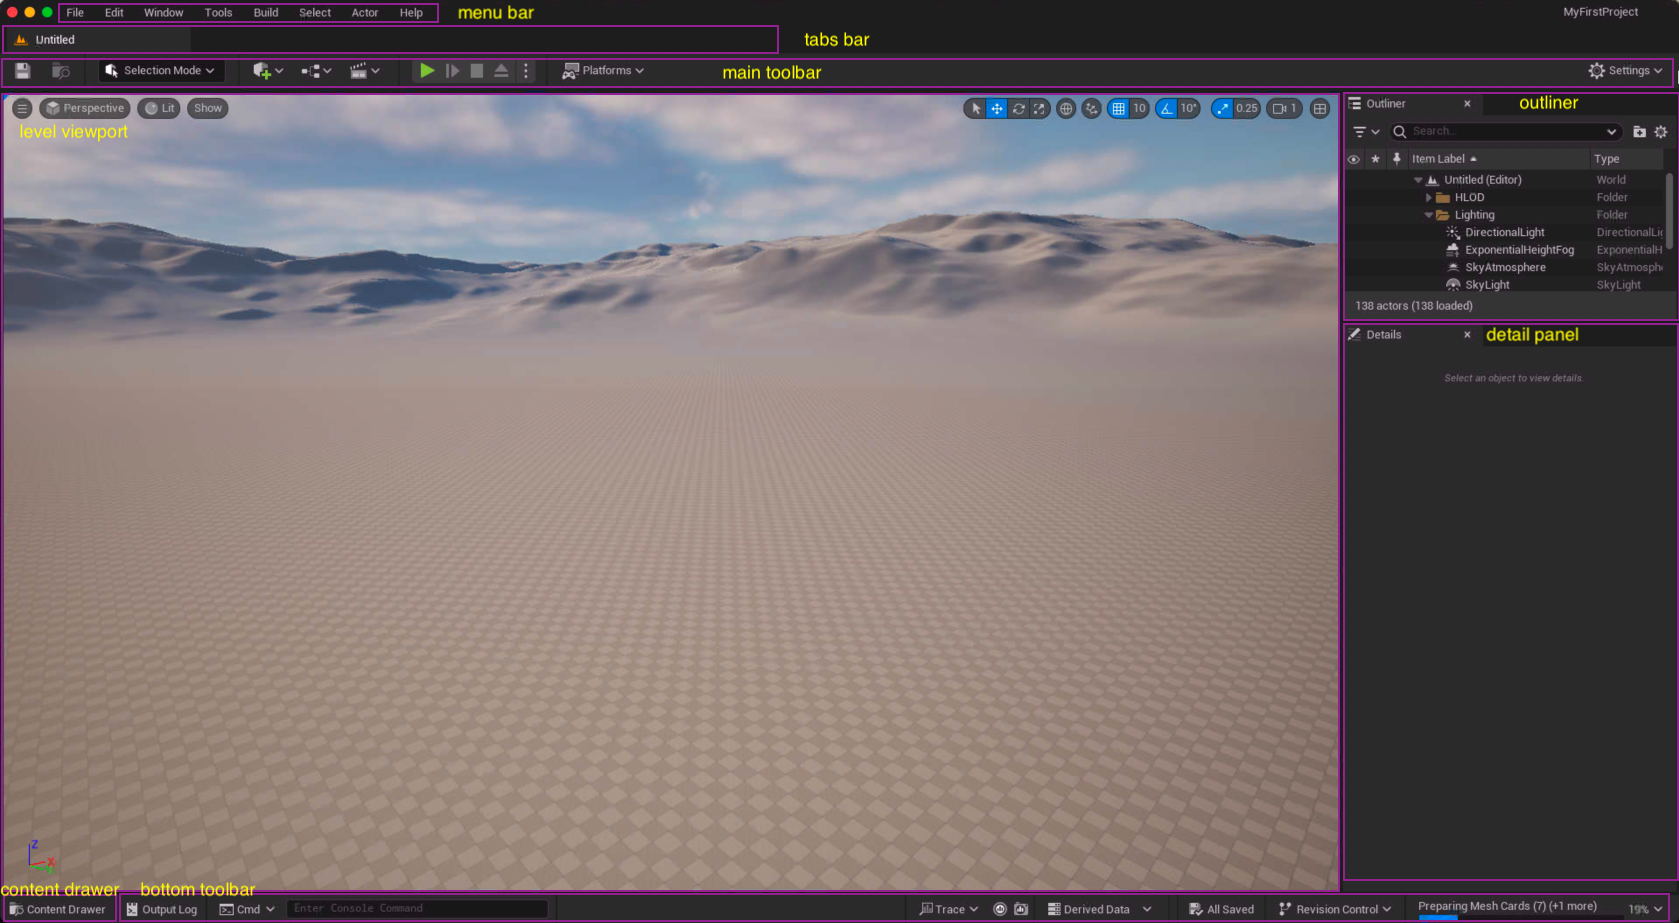 File Edit Window Tools Build Select Actor Help menu bar MyFirstProject
Untitled tabs bar
Selection Mode Platforms main toolbar Settings
Perspective Lit Show 10 10° 0.25 1
level viewport
Outliner × outliner
Search...
Item Label Type
Untitled (Editor) World
HLOD Folder
Lighting Folder
DirectionalLight DirectionalLig
ExponentialHeightFog ExponentialH
SkyAtmosphere SkyAtmosphe
SkyLight SkyLight
138 actors (138 loaded)
Details × detail panel
Select an object to view details.
Z
X
content drawer bottom toolbar
Content Drawer Output Log Cmd Enter Console Command Trace Derived Data All Saved Revision Control Preparing Mesh Cards (7) (+1 more) 19%